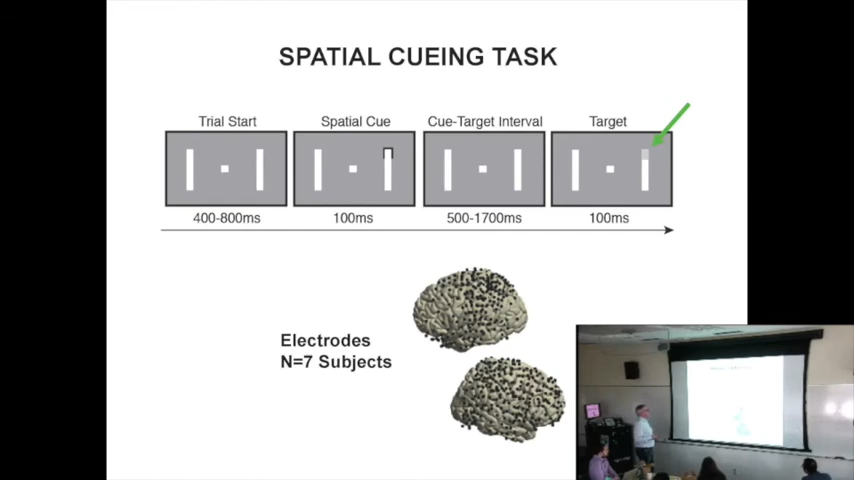 SPATIAL CUEING TASK
Trial Start
Spatial Cue
Cue-Target Interval
Target
400-800ms
100ms
500-1700ms
100ms
Electrodes
N=7 Subjects